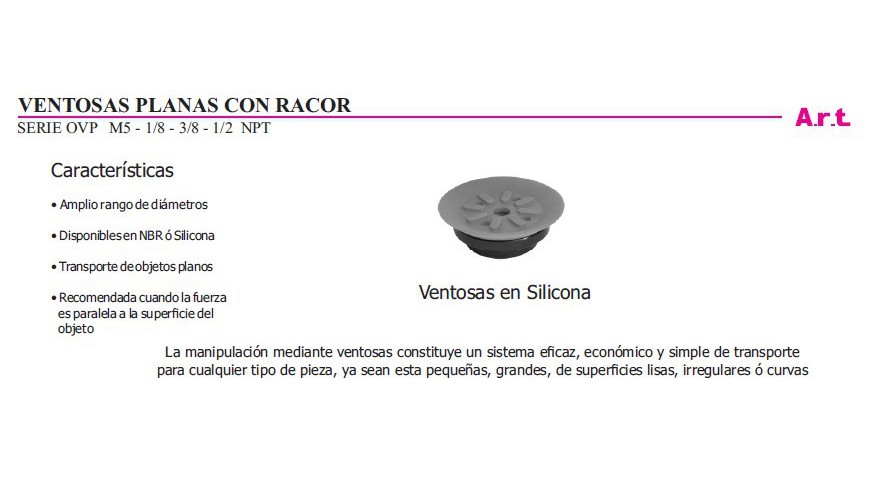 VENTOSAS PLANAS CON RACOR
SERIE OVP M5 - 1/8 - 3/8 - 1/2 NPT
A.r.t.
Características
• Amplio rango de diámetros
• Disponibles en NBR ó Silicona
• Transporte de objetos planos
• Recomendada cuando la fuerza
es paralela a la superficie del
objeto
Ventosas en Silicona
La manipulación mediante ventosas constituye un sistema eficaz, económico y simple de transporte
para cualquier tipo de pieza, ya sean esta pequeñas, grandes, de superficies lisas, irregulares ó curvas